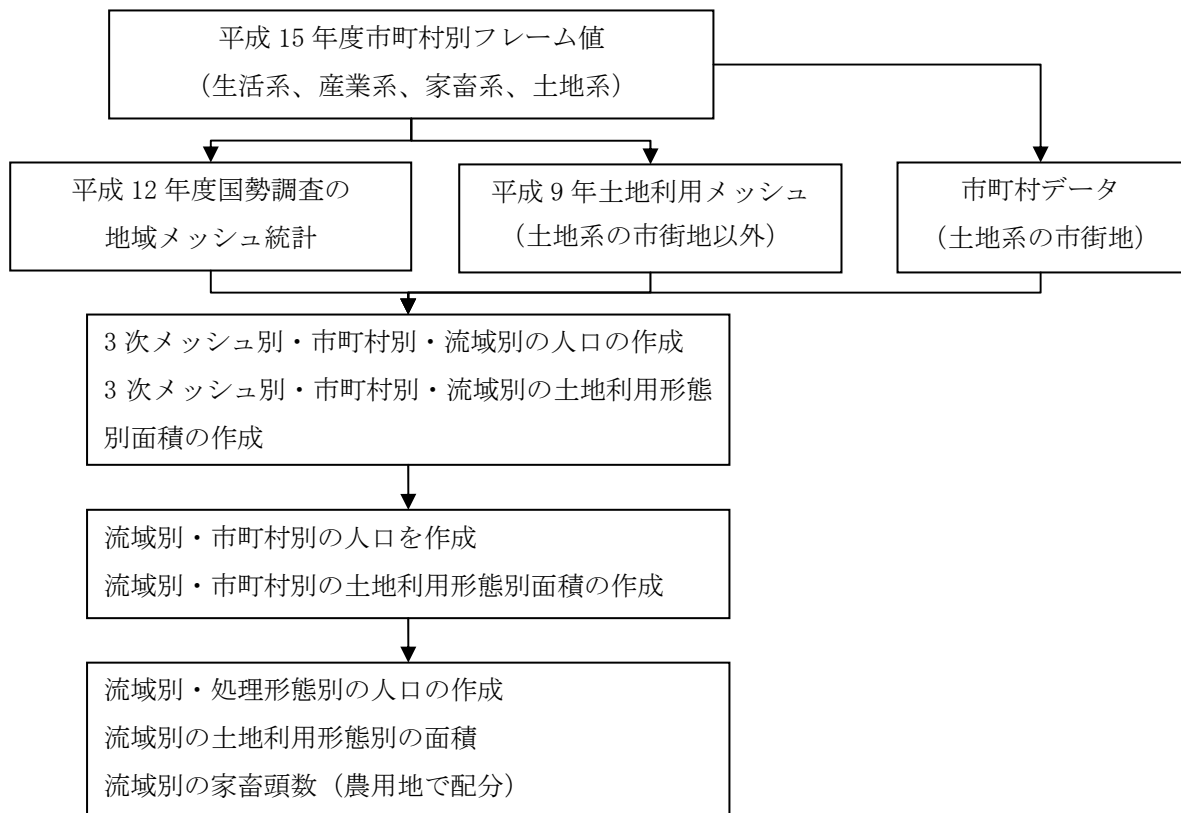 平成 15 年度市町村別フレーム値
（生活系、産業系、家畜系、土地系）
平成 12 年度国勢調査の
地域メッシュ統計
平成 9 年土地利用メッシュ
（土地系の市街地以外）
市町村データ
（土地系の市街地）
3 次メッシュ別・市町村別・流域別の人口の作成
3 次メッシュ別・市町村別・流域別の土地利用形態
別面積の作成
流域別・市町村別の人口を作成
流域別・市町村別の土地利用形態別面積の作成
流域別・処理形態別の人口の作成
流域別の土地利用形態別の面積
流域別の家畜頭数（農用地で配分）